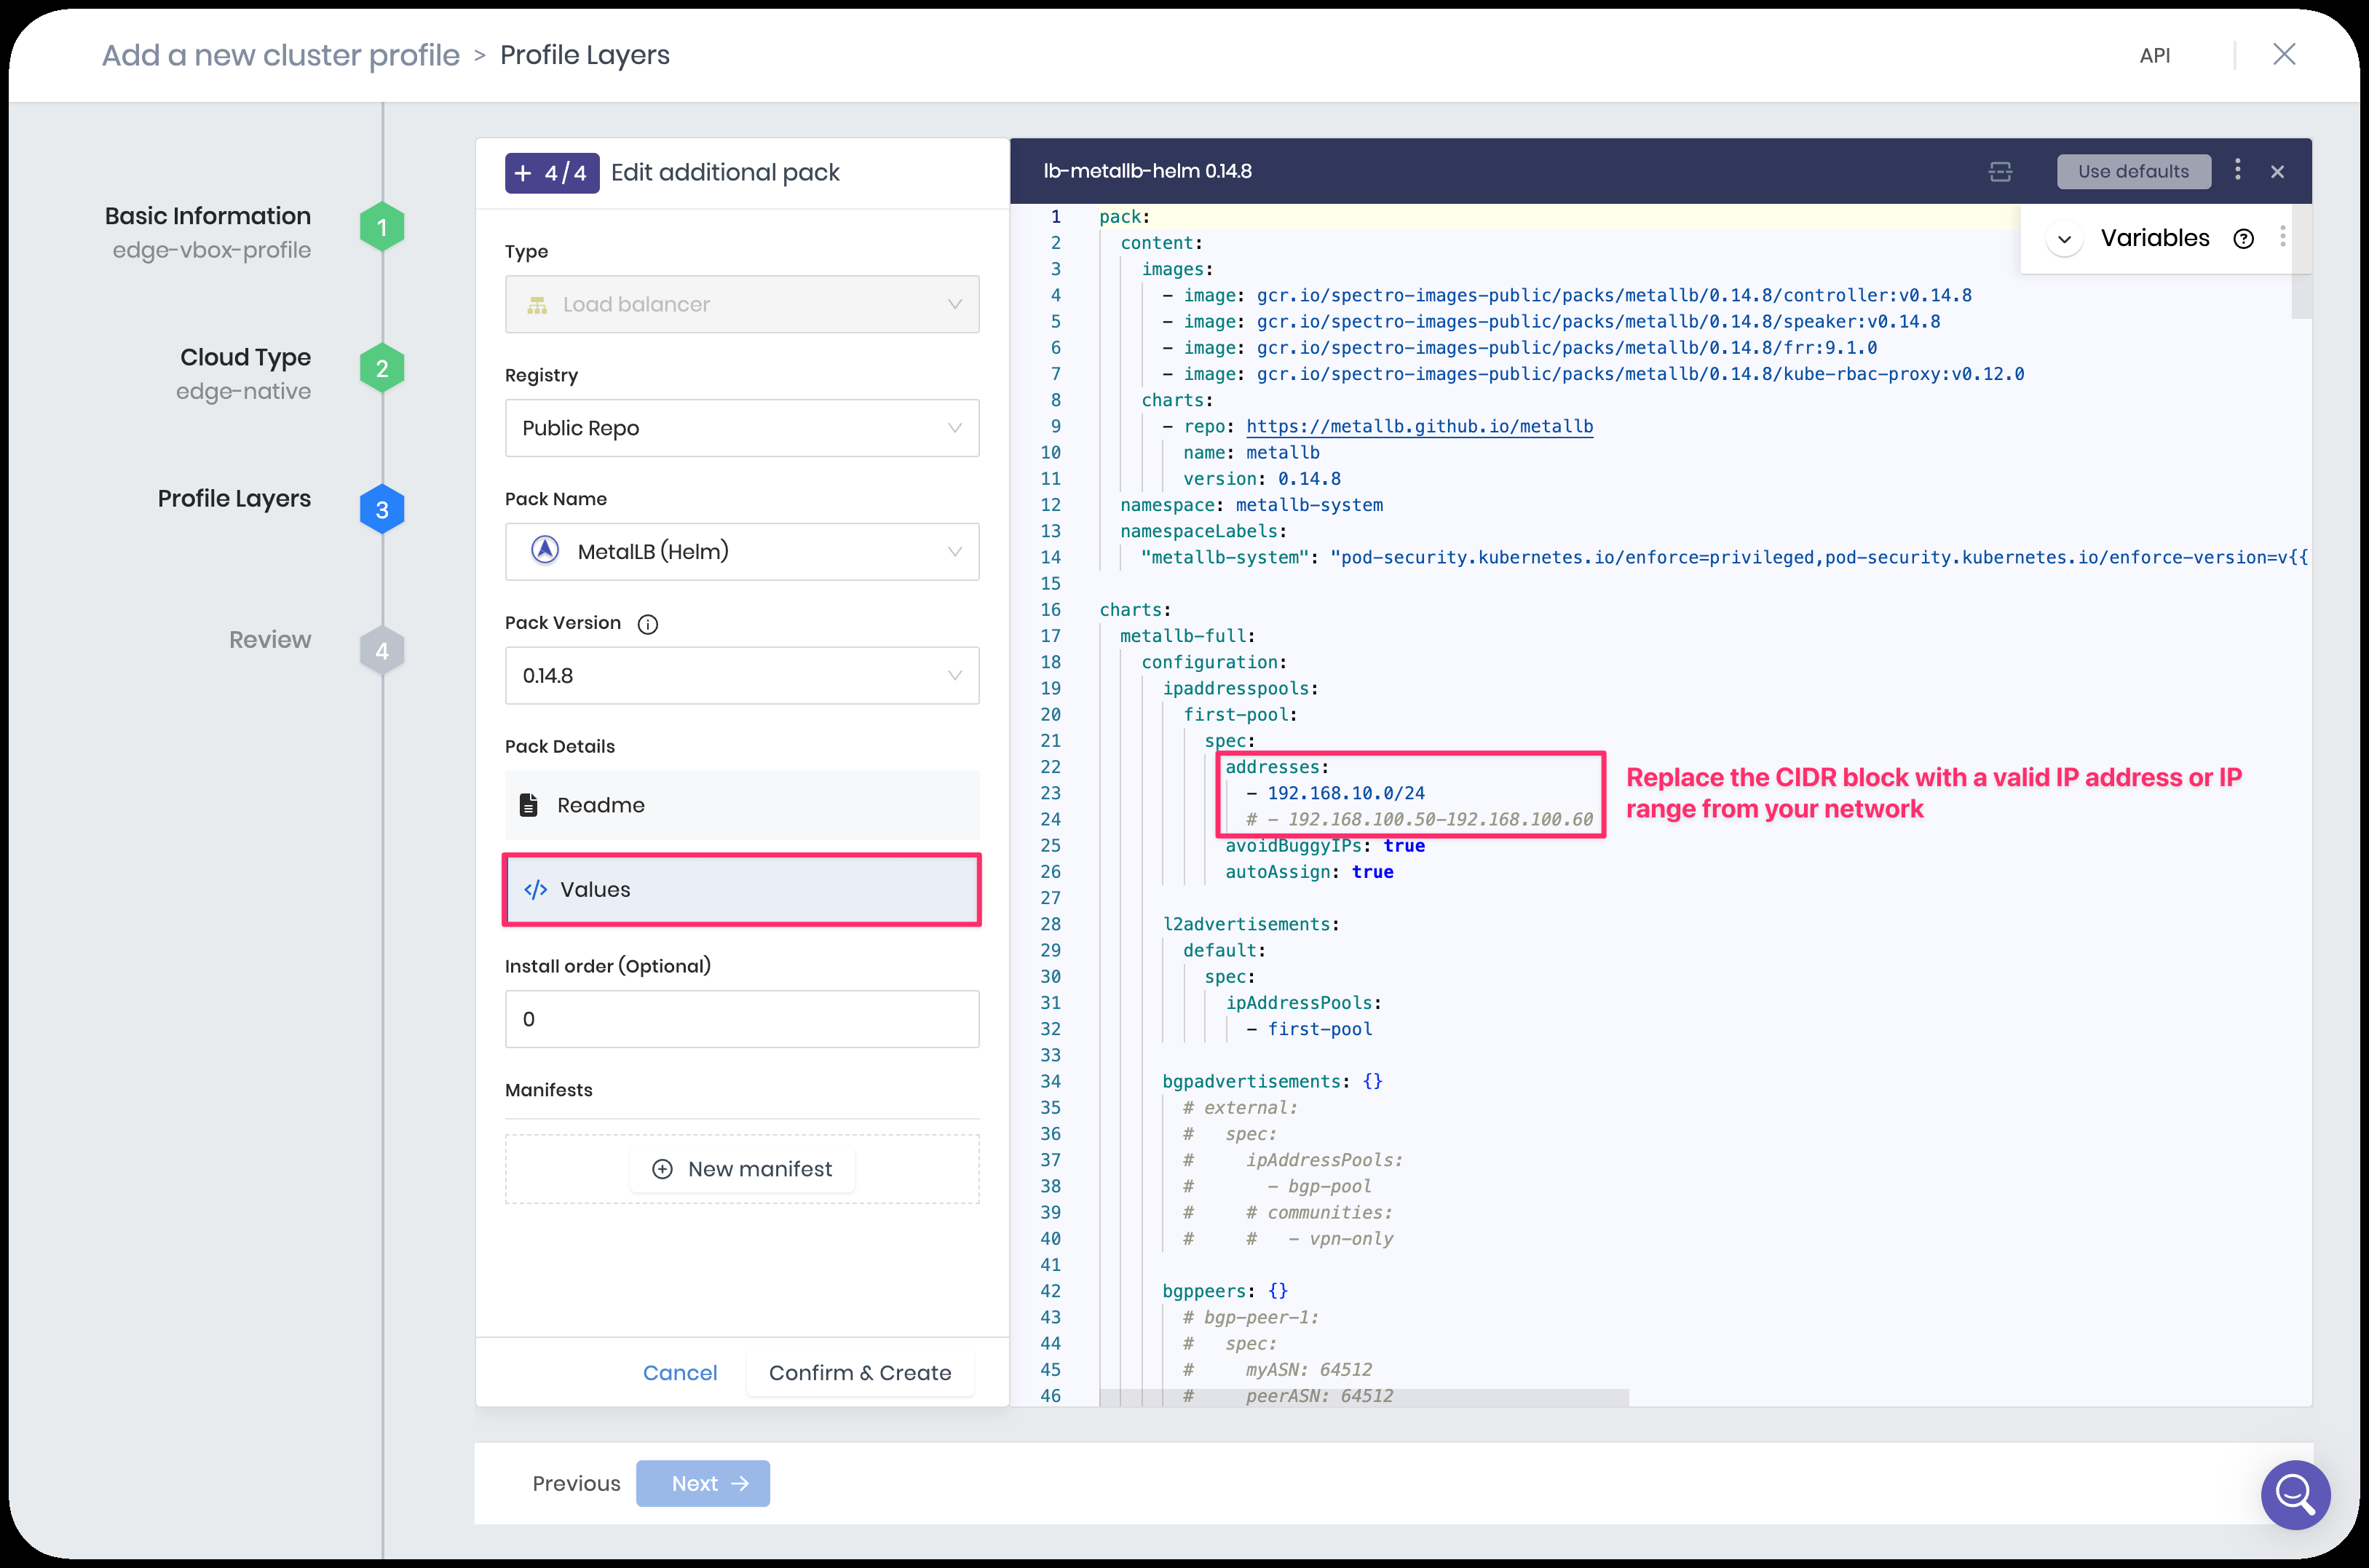 Add a new cluster profile > Profile Layers
API
Basic Information
edge-vbox-profile
1
Cloud Type
edge-native
2
Profile Layers
3
Review
4
+ 4/4 Edit additional pack
Type
Load balancer
Registry
Public Repo
Pack Name
MetalLB (Helm)
Pack Version
0.14.8
Pack Details
Readme
</> Values
Install order (Optional)
0
Manifests
New manifest
Cancel
Confirm & Create
lb-metallb-helm 0.14.8
Use defaults
Variables
1 pack:
2 content:
3 images:
4 - image: gcr.io/spectro-images-public/packs/metallb/0.14.8/controller:v0.14.8
5 - image: gcr.io/spectro-images-public/packs/metallb/0.14.8/speaker:v0.14.8
6 - image: gcr.io/spectro-images-public/packs/metallb/0.14.8/frr:9.1.0
7 - image: gcr.io/spectro-images-public/packs/metallb/0.14.8/kube-rbac-proxy:v0.12.0
8 charts:
9 - repo: https://metallb.github.io/metallb
10 name: metallb
11 version: 0.14.8
12 namespace: metallb-system
13 namespaceLabels:
14 "metallb-system": "pod-security.kubernetes.io/enforce=privileged,pod-security.kubernetes.io/enforce-version=v{{
15
16 charts:
17 metallb-full:
18 configuration:
19 ipaddresspools:
20 first-pool:
21 spec:
22 addresses:
23 - 192.168.10.0/24
24 # - 192.168.100.50-192.168.100.60
25 avoidBuggyIPs: true
26 autoAssign: true
27
28 l2advertisements:
29 default:
30 spec:
31 ipAddressPools:
32 - first-pool
33
34 bgpadvertisements: {}
35 # external:
36 # spec:
37 # ipAddressPools:
38 # - bgp-pool
39 # # communities:
40 # # - vpn-only
41
42 bgppeers: {}
43 # bgp-peer-1:
44 # spec:
45 # myASN: 64512
46 # peerASN: 64512
Replace the CIDR block with a valid IP address or IP
range from your network
Previous
Next →